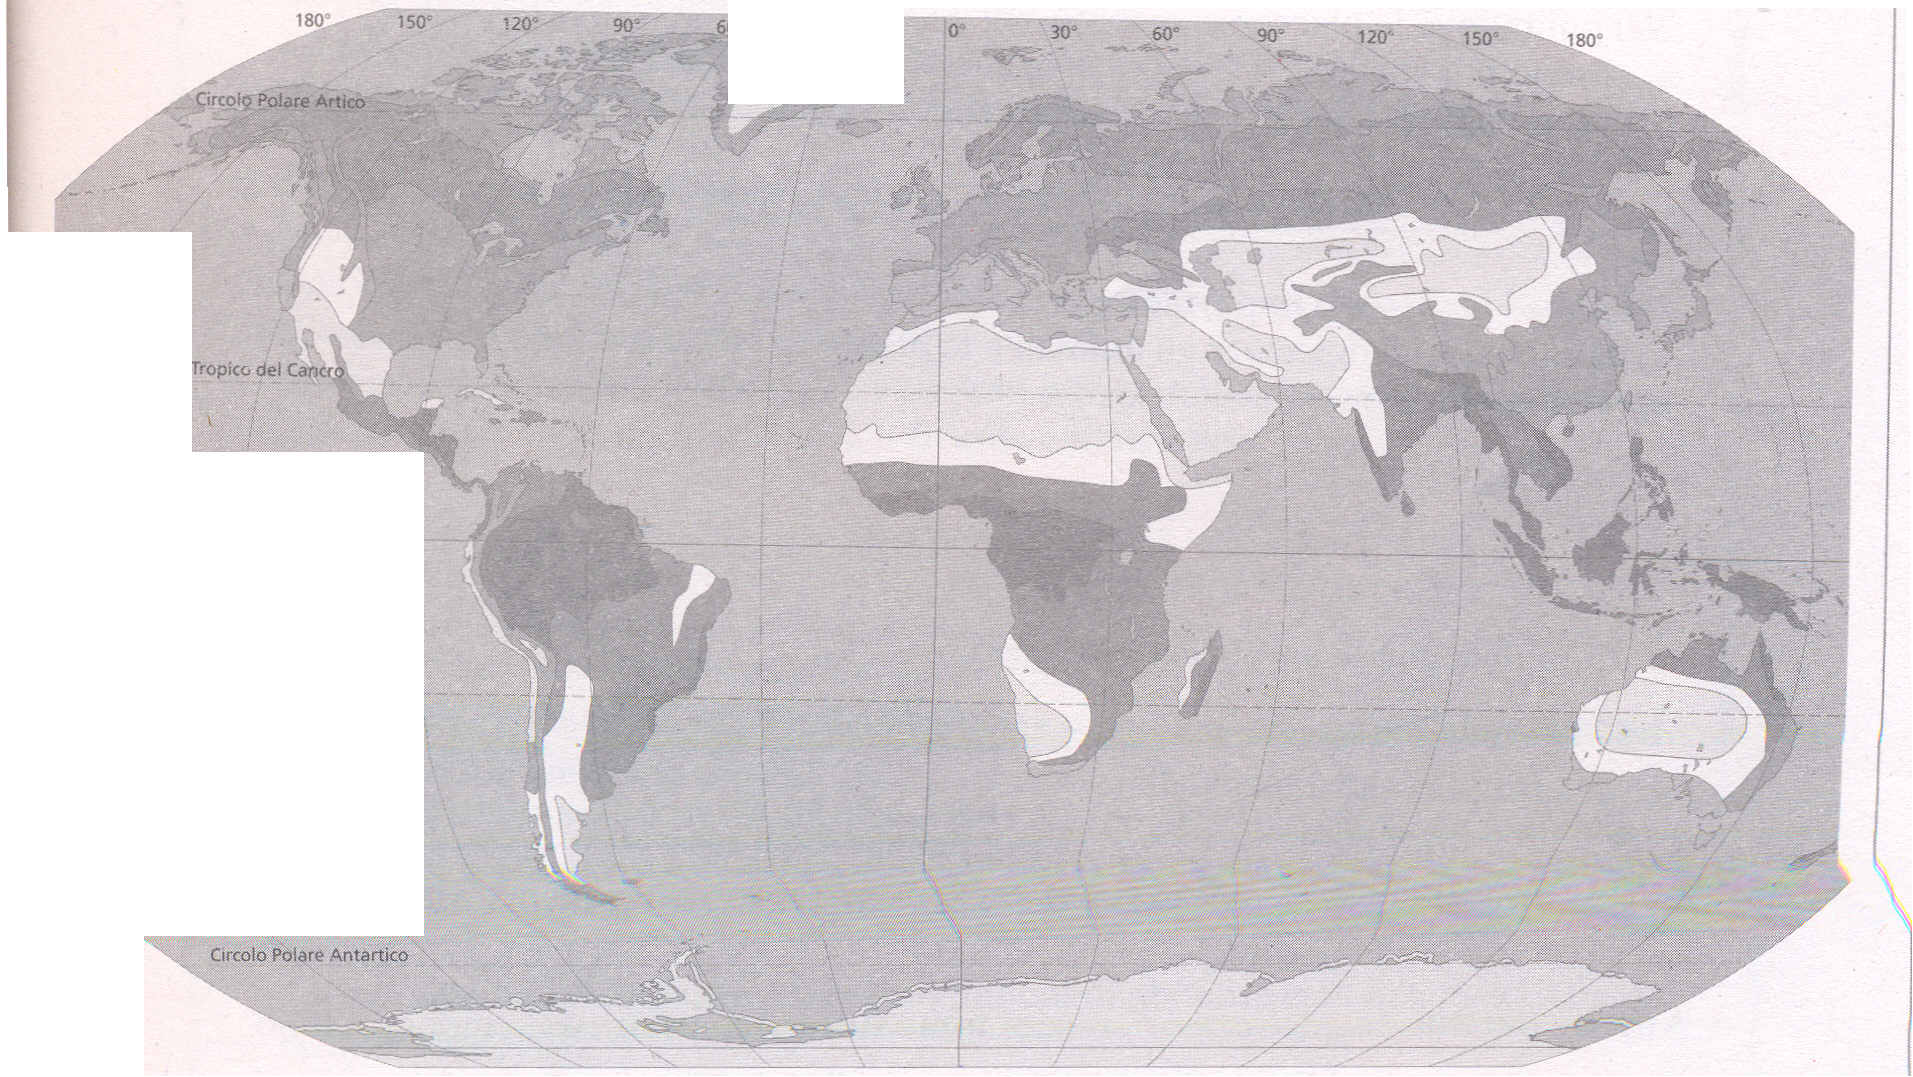 180° 150° 120° 90° 0° 30° 60° 90° 120° 150° 180°
Circolo Polare Artico
Tropico del Cancro
Circolo Polare Antartico